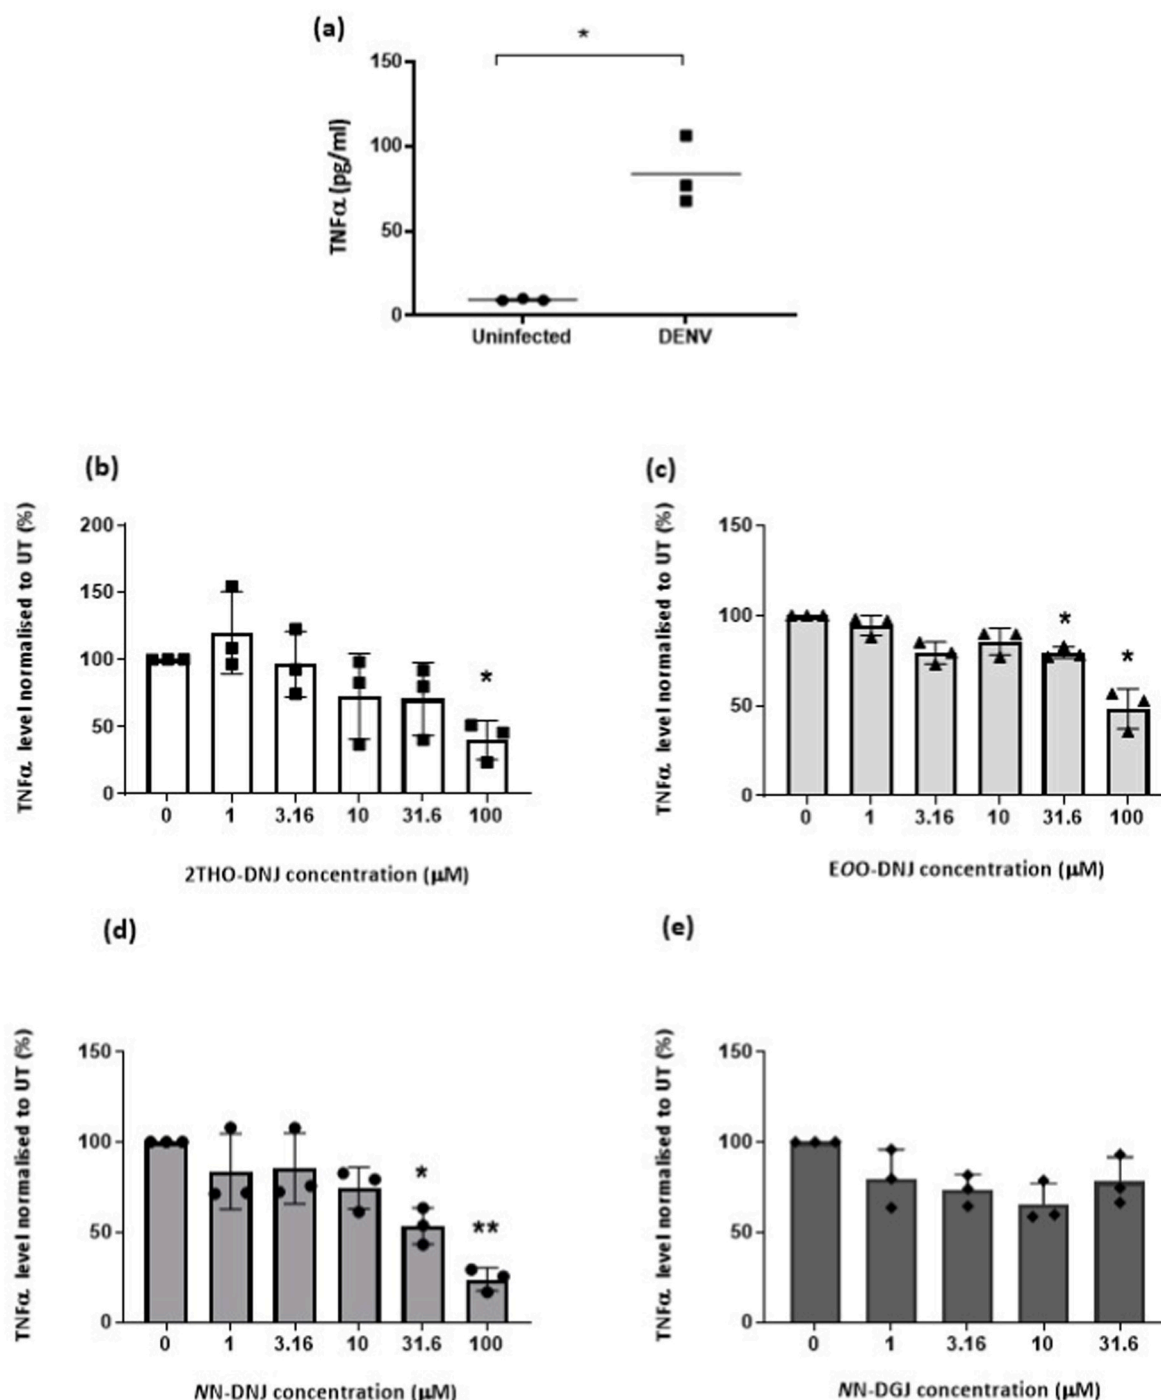 (a)
*
150
100
50
0
TNFα (pg/ml)
Uninfected DENV
(b)
200
150
100
50
0
TNFα level normalised to UT (%)
*
0 1 3.16 10 31.6 100
2THO-DNJ concentration (μM)
(c)
150
100
50
0
TNFα level normalised to UT (%)
*
*
0 1 3.16 10 31.6 100
EOO-DNJ concentration (μM)
(d)
150
100
50
0
TNFα level normalised to UT (%)
*
**
0 1 3.16 10 31.6 100
NN-DNJ concentration (μM)
(e)
150
100
50
0
TNFα level normalised to UT (%)
0 1 3.16 10 31.6
NN-DGJ concentration (μM)